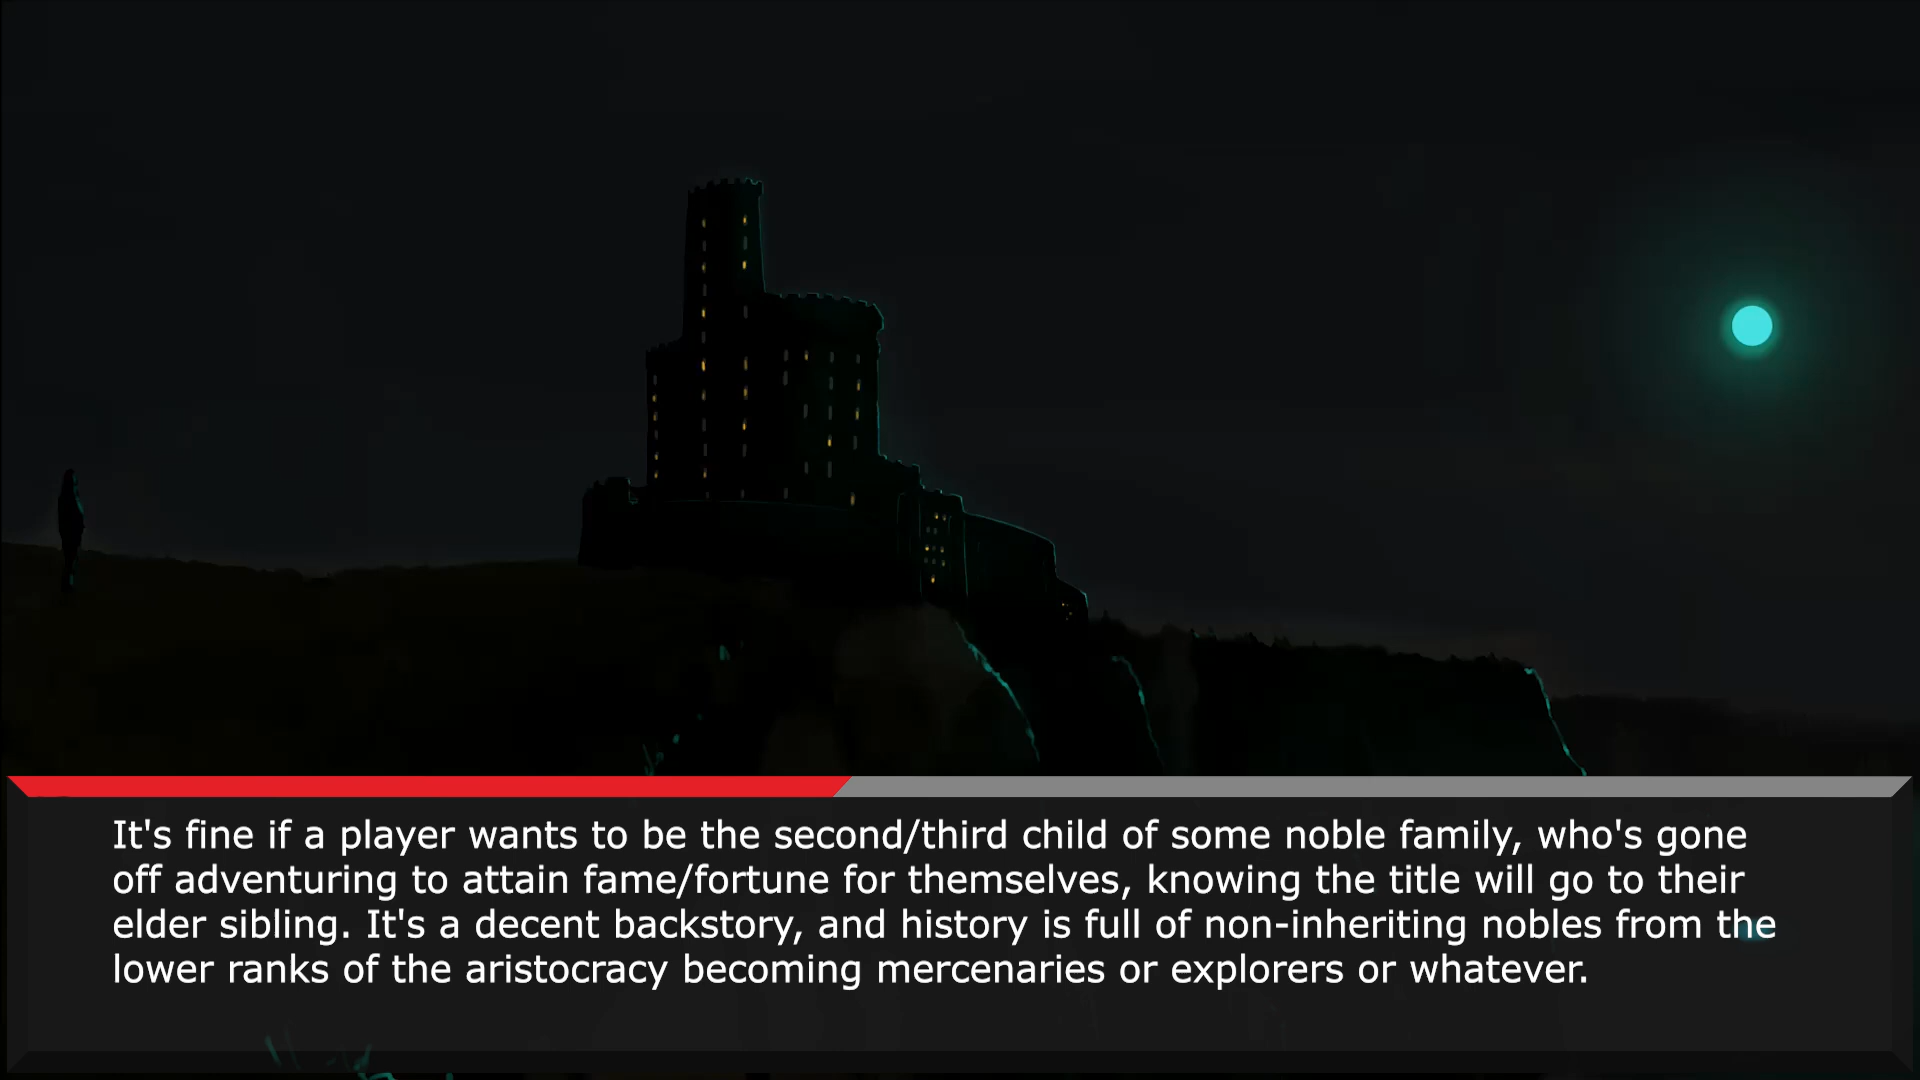 It's fine if a player wants to be the second/third child of some noble family, who's gone
off adventuring to attain fame/fortune for themselves, knowing the title will go to their
elder sibling. It's a decent backstory, and history is full of non-inheriting nobles from the
lower ranks of the aristocracy becoming mercenaries or explorers or whatever.